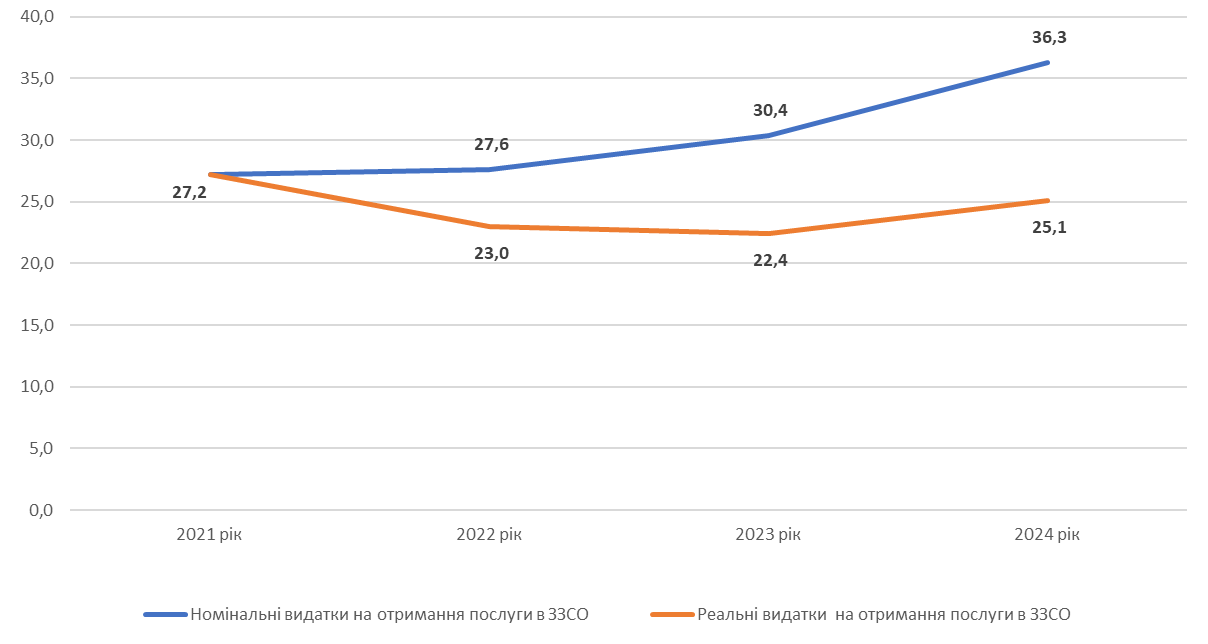 40,0
35,0
30,0
25,0
20,0
15,0
10,0
5,0
0,0
36,3
30,4
27,6
27,2
25,1
23,0
22,4
2021 рік
2022 рік
2023 рік
2024 рік
Номінальні видатки на отримання послуги в ЗЗСО
Реальні видатки на отримання послуги в ЗЗСО